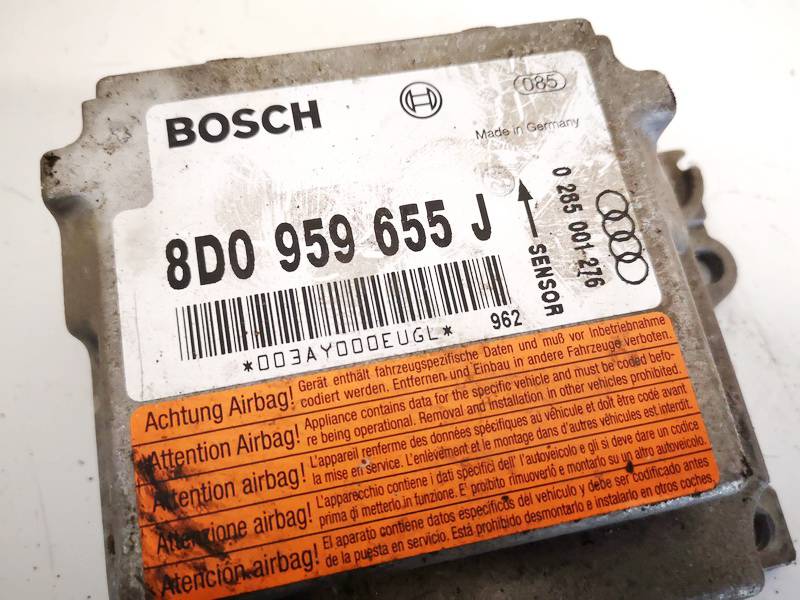 BOSCH
085
Made in Germany
8D0 959 655 J
SENSOR
0 285 001-276
*003AY000EUGL*
962
Achtung Airbag! Gerät enthält fahrzeugspezifische Daten und muß vor Inbetriebnahme
codiert werden. Entfernen und Einbau in andere Fahrzeuge verboten.
Attention Airbag! Appliance contains data for the specific vehicle and must be coded befo-
re being operational. Removal and Installation in other vehicles prohibited.
Attention airbag! L'appareil renferme des données spécifiques au véhicule et doit être codé avant
la mise en service. L'enlèvement et le montage dans d'autres véhicules est interdit.
Attenzione airbag! L'apparecchio contiene i dati specifici dell'autoveicolo e gli si deve dare un codice
prima di metterlo in funzione. E' proibito rimuoverlo e montarlo su un altro autoveicolo.
Atencion airbag! El aparato contiene datos específicos del vehículo y debe ser codificado antes
de la puesta en servicio. Está prohibido desmontarlo e instalarlo en otros coches.